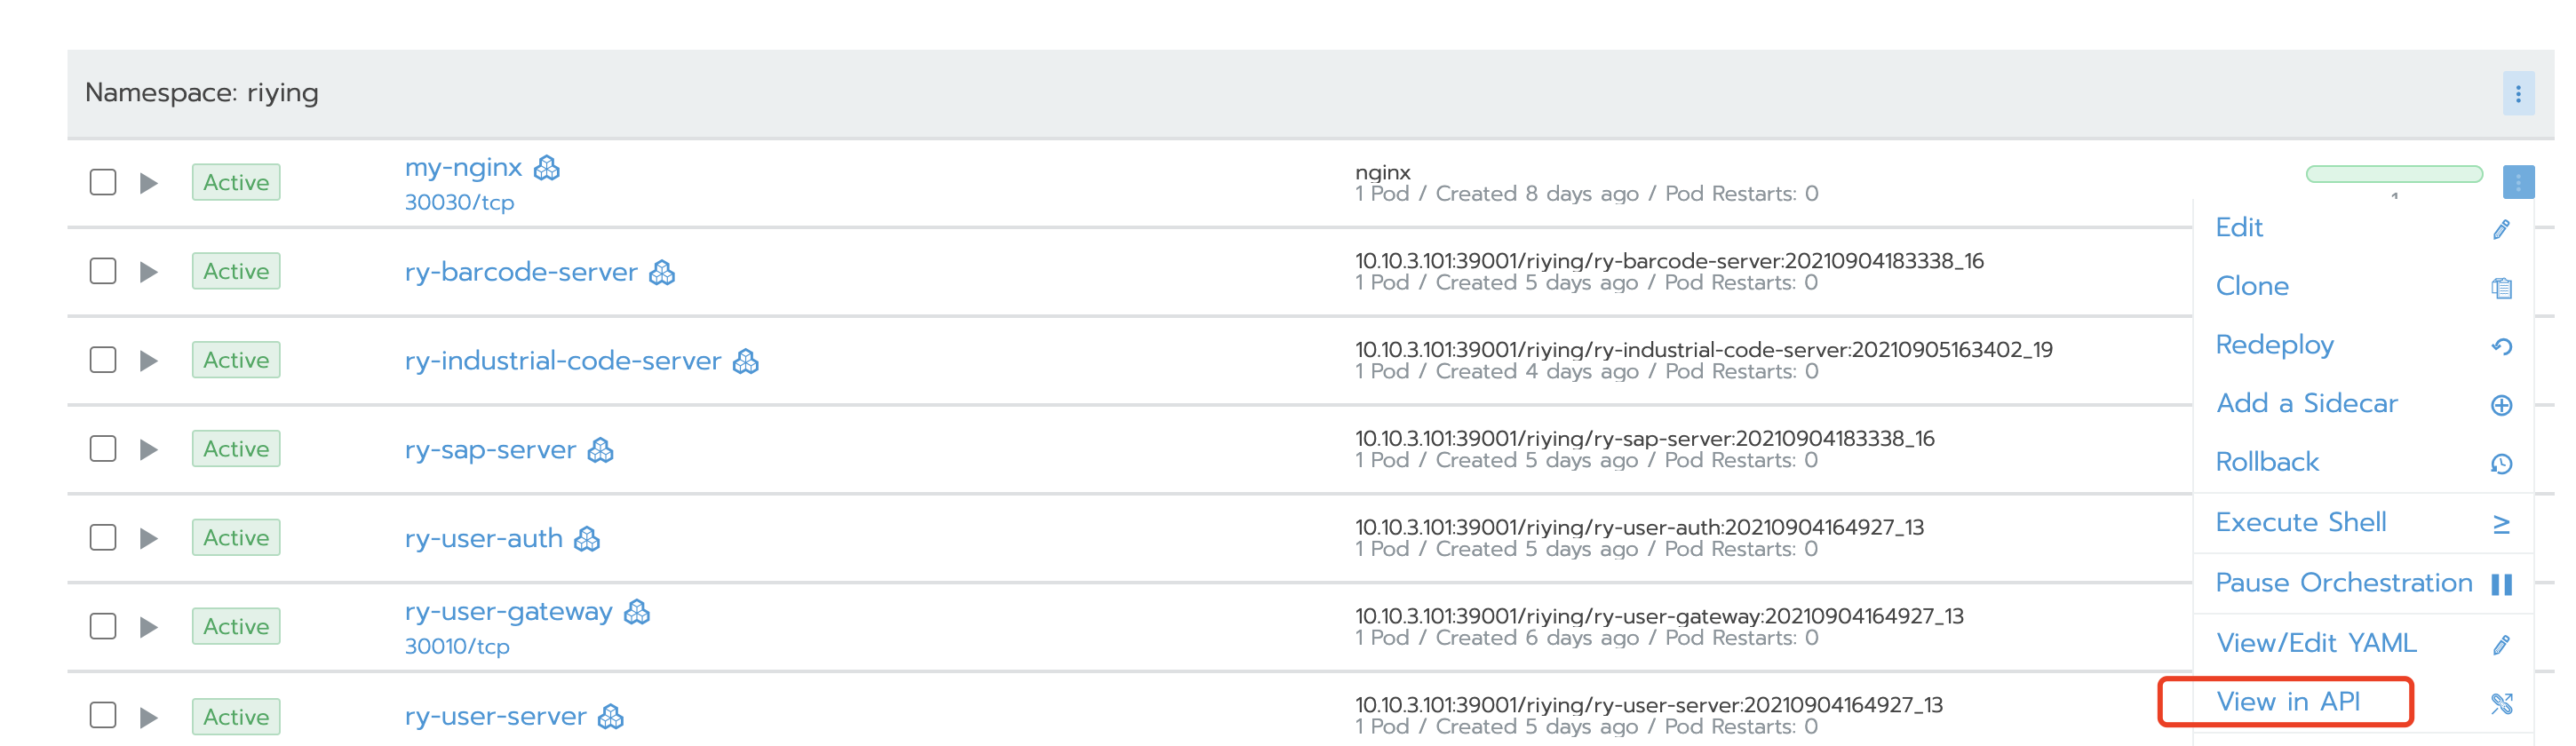 Namespace: riying
Active
my-nginx
30030/tcp
nginx
1 Pod / Created 8 days ago / Pod Restarts: 0
Active
ry-barcode-server
10.10.3.101:39001/riying/ry-barcode-server:20210904183338_16
1 Pod / Created 5 days ago / Pod Restarts: 0
Active
ry-industrial-code-server
10.10.3.101:39001/riying/ry-industrial-code-server:20210905163402_19
1 Pod / Created 4 days ago / Pod Restarts: 0
Active
ry-sap-server
10.10.3.101:39001/riying/ry-sap-server:20210904183338_16
1 Pod / Created 5 days ago / Pod Restarts: 0
Active
ry-user-auth
10.10.3.101:39001/riying/ry-user-auth:20210904164927_13
1 Pod / Created 5 days ago / Pod Restarts: 0
Active
ry-user-gateway
30010/tcp
10.10.3.101:39001/riying/ry-user-gateway:20210904164927_13
1 Pod / Created 6 days ago / Pod Restarts: 0
Active
ry-user-server
10.10.3.101:39001/riying/ry-user-server:20210904164927_13
1 Pod / Created 5 days ago / Pod Restarts: 0
Edit
Clone
Redeploy
Add a Sidecar
Rollback
Execute Shell
Pause Orchestration
View/Edit YAML
View in API